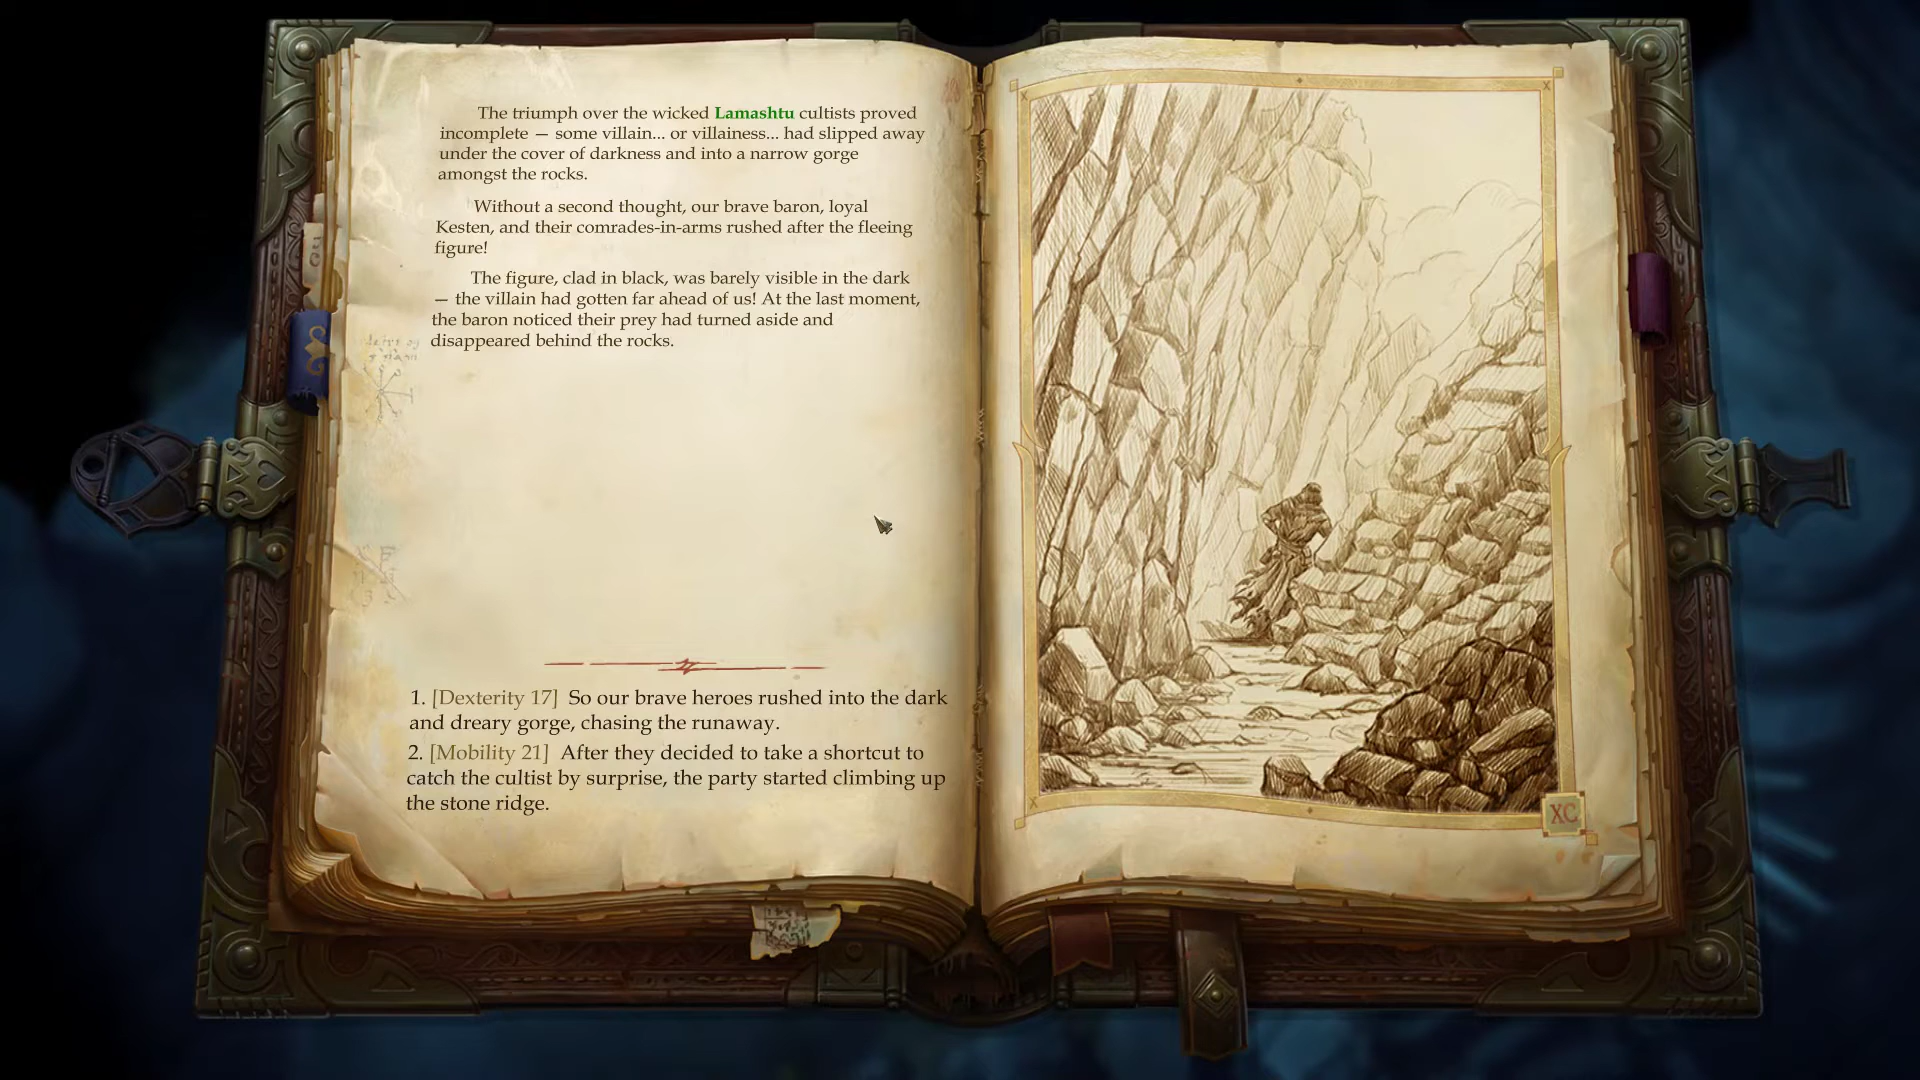 The triumph over the wicked Lamashtu cultists proved
incomplete — some villain... or villainess... had slipped away
under the cover of darkness and into a narrow gorge
amongst the rocks.
Without a second thought, our brave baron, loyal
Kesten, and their comrades-in-arms rushed after the fleeing
figure!
The figure, clad in black, was barely visible in the dark
— the villain had gotten far ahead of us! At the last moment,
the baron noticed their prey had turned aside and
disappeared behind the rocks.
1. [Dexterity 17] So our brave heroes rushed into the dark
and dreary gorge, chasing the runaway.
2. [Mobility 21] After they decided to take a shortcut to
catch the cultist by surprise, the party started climbing up
the stone ridge.
XC